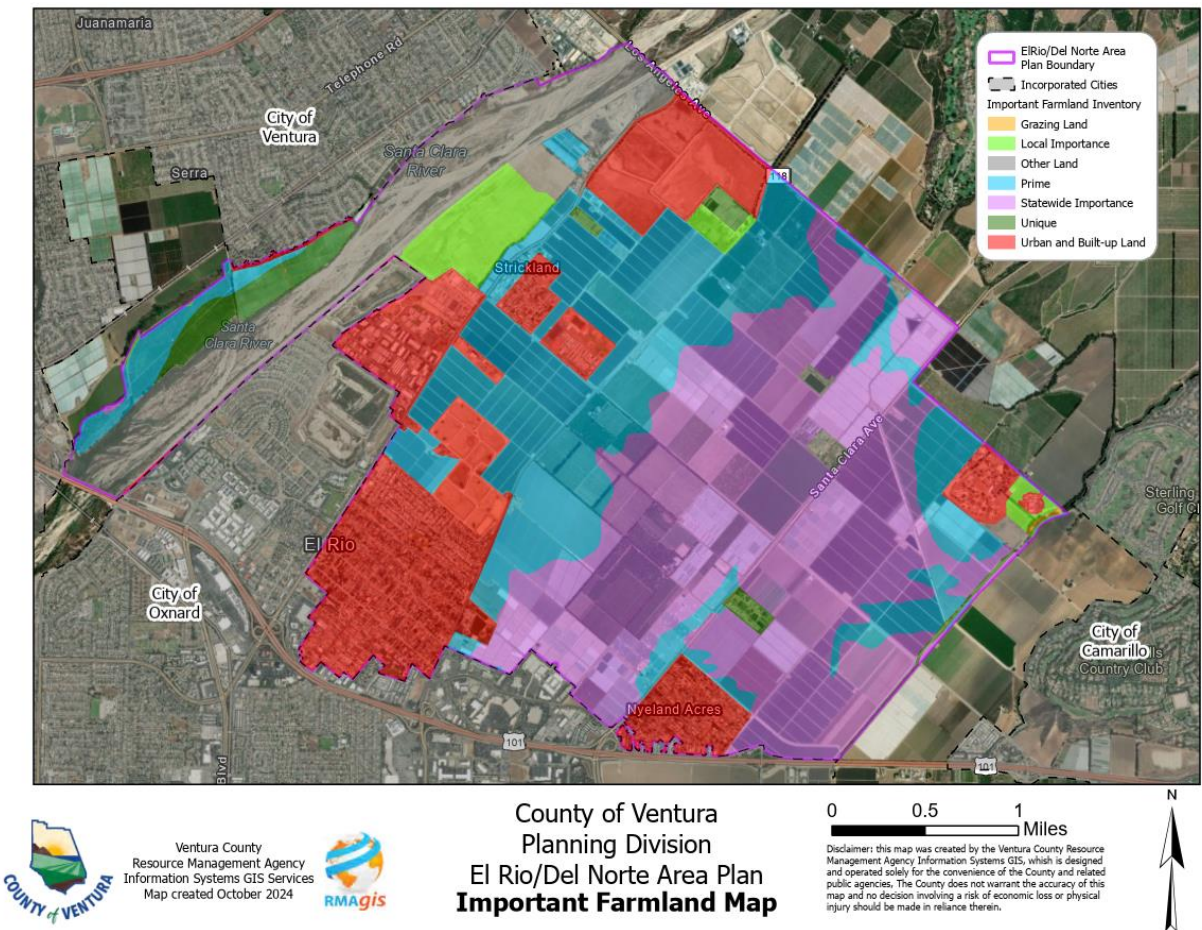 Juanamaria
Telephone Rd
Los Angeles Ave
City of
Ventura
Santa Clara
River
Serra
118
Strickland
Santa
Clara River
Santa Clara Ave
Sterling
Golf Cl
El Rio
City of
Oxnard
City of
Camarillo
lls
Country Club
Nyeland Acres
101
101
Blvd
ElRio/Del Norte Area
Plan Boundary
Incorporated Cities
Important Farmland Inventory
Grazing Land
Local Importance
Other Land
Prime
Statewide Importance
Unique
Urban and Built-up Land
COUNTY of VENTURA
Ventura County
Resource Management Agency
Information Systems GIS Services
Map created October 2024
RMAgis
County of Ventura
Planning Division
El Rio/Del Norte Area Plan
Important Farmland Map
0 0.5 1
Miles
Disclaimer: this map was created by the Ventura County Resource
Management Agency Information Systems GIS, which is designed
and operated solely for the convenience of the County and related
public agencies. The County does not warrant the accuracy of this
map and no decision involving a risk of economic loss or physical
injury should be made in reliance therein.
N